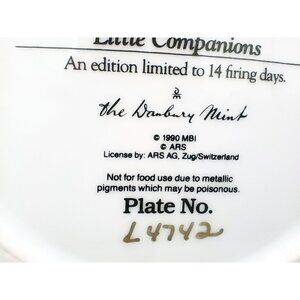 Little Companions
An edition limited to 14 firing days.
DM
the Danbury Mint
© 1990 MBI
© ARS
License by: ARS AG, Zug/Switzerland
Not for food use due to metallic
pigments which may be poisonous.
Plate No.
L4742